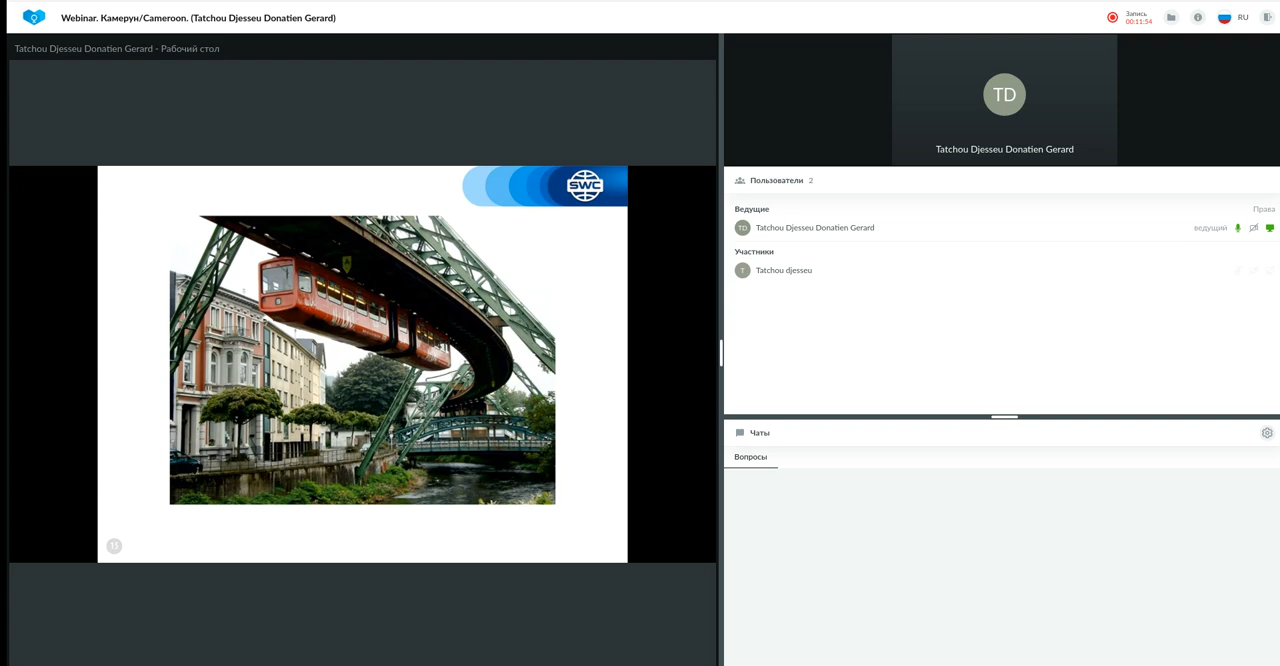 Webinar. Камерун/Cameroon. (Tatchou Djesseu Donatien Gerard)
Запись
00:11:54
RU
Tatchou Djesseu Donatien Gerard - Рабочий стол
SWC
15
TD
Tatchou Djesseu Donatien Gerard
Пользователи 2
Ведущие Права
TD Tatchou Djesseu Donatien Gerard ведущий
Участники
T Tatchou djesseu
Чаты
Вопросы